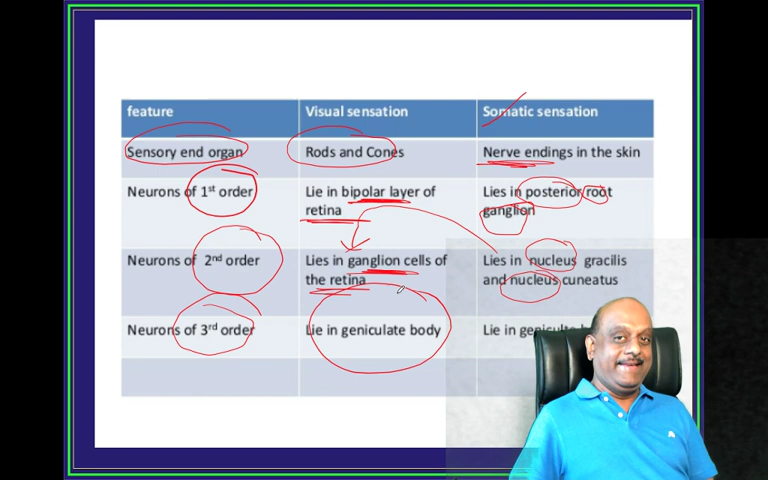 feature Visual sensation Somatic sensation
Sensory end organ Rods and Cones Nerve endings in the skin
Neurons of 1st order Lie in bipolar layer of Lies in posterior root
retina ganglion
Neurons of 2nd order Lies in ganglion cells of Lies in nucleus gracilis
the retina and nucleus cuneatus
Neurons of 3rd order Lie in geniculate body Lie in